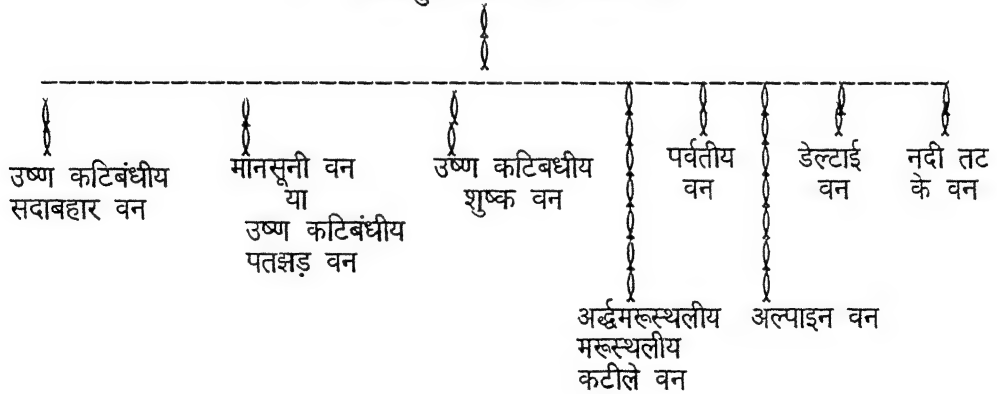 उष्ण कटिबंधीय
सदाबहार वन
मानसूनी वन
या
उष्ण कटिबंधीय
पतझड़ वन
उष्ण कटिबधीय
शुष्क वन
पर्वतीय
वन
डेल्टाई
वन
नदी तट
के वन
अर्द्धमरूस्थलीय
मरूस्थलीय
कटीले वन
अल्पाइन वन